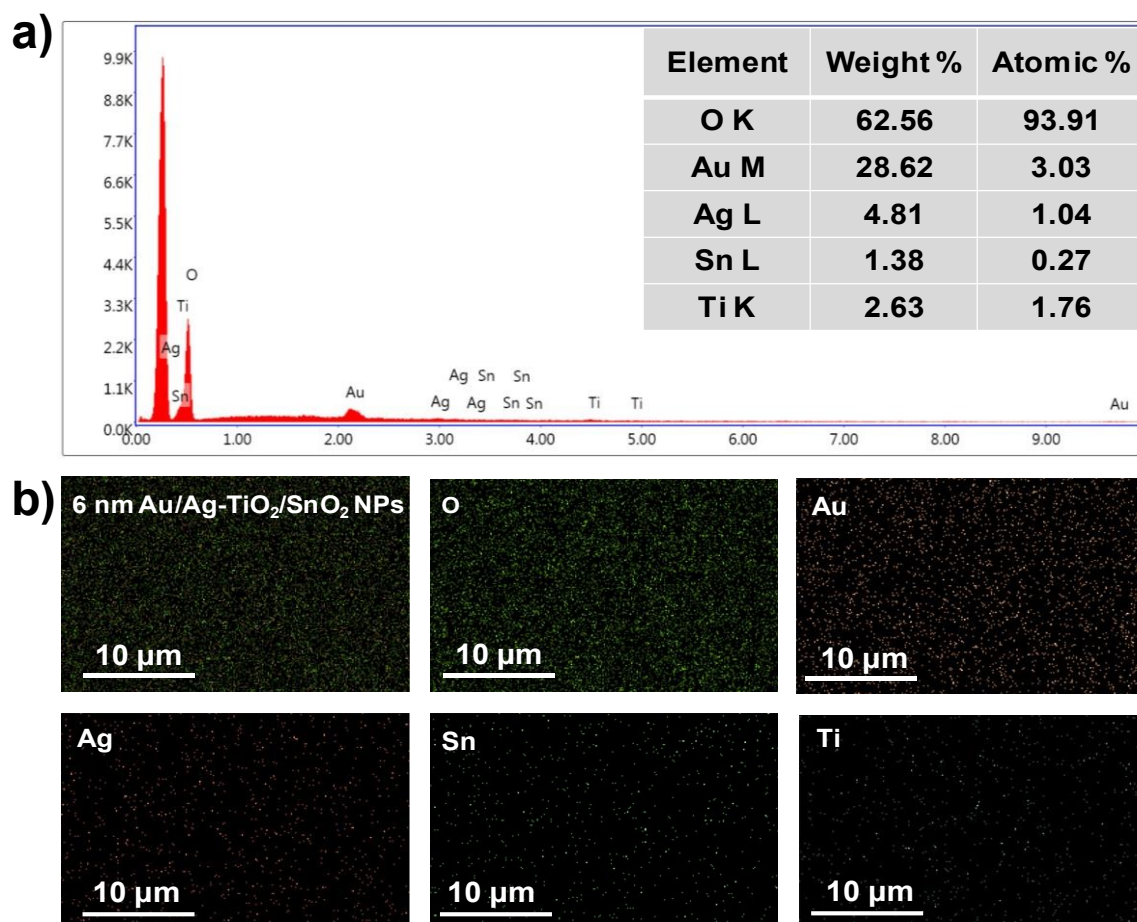 a)
Element Weight % Atomic %
O K 62.56 93.91
Au M 28.62 3.03
Ag L 4.81 1.04
Sn L 1.38 0.27
Ti K 2.63 1.76
9.9K
8.8K
7.7K
6.6K
5.5K
4.4K
3.3K
2.2K
1.1K
0.0K
O
Ti
Ag
Sn
Au
Ag Sn Sn
Ag Ag Sn Sn Ti Ti Au
0.00 1.00 2.00 3.00 4.00 5.00 6.00 7.00 8.00 9.00
b)
6 nm Au/Ag-TiO₂/SnO₂ NPs
10 µm
O
10 µm
Au
10 µm
Ag
10 µm
Sn
10 µm
Ti
10 µm